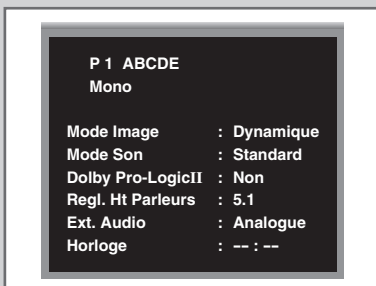 P 1 ABCDE
Mono
Mode Image : Dynamique
Mode Son : Standard
Dolby Pro-LogicII : Non
Regl. Ht Parleurs : 5.1
Ext. Audio : Analogue
Horloge : -- : --